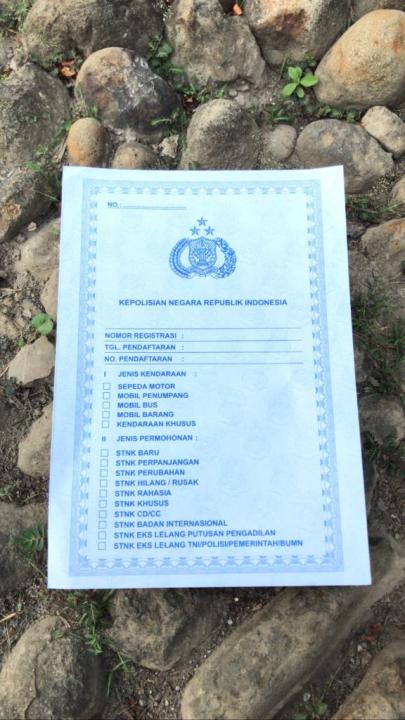 NO.:
KEPOLISIAN NEGARA REPUBLIK INDONESIA
NOMOR REGISTRASI :
TGL. PENDAFTARAN :
NO. PENDAFTARAN :
I JENIS KENDARAAN :
SEPEDA MOTOR
MOBIL PENUMPANG
MOBIL BUS
MOBIL BARANG
KENDARAAN KHUSUS
II JENIS PERMOHONAN :
STNK BARU
STNK PERPANJANGAN
STNK PERUBAHAN
STNK HILANG / RUSAK
STNK RAHASIA
STNK KHUSUS
STNK CD/CC
STNK BADAN INTERNASIONAL
STNK EKS LELANG PUTUSAN PENGADILAN
STNK EKS LELANG TNI/POLISI/PEMERINTAH/BUMN